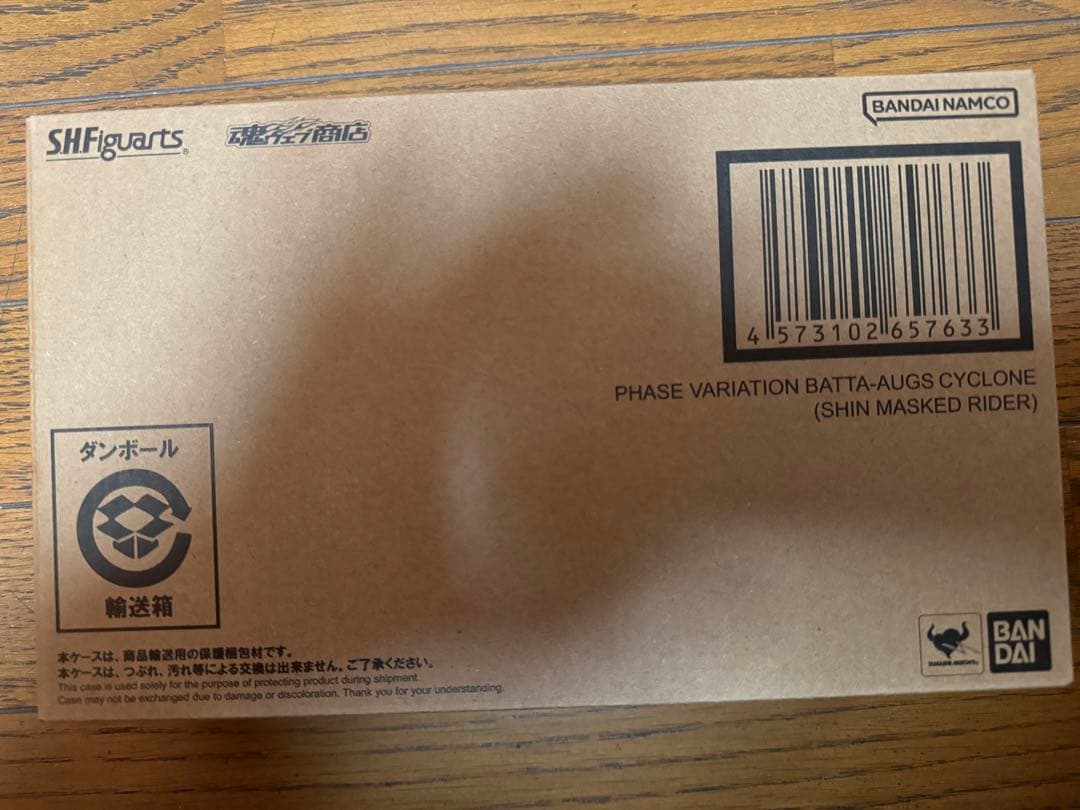 S.H.Figuarts®
魂ウェブ商店
BANDAI NAMCO
4 573102 657633
PHASE VARIATION BATTA-AUGS CYCLONE
(SHIN MASKED RIDER)
ダンボール
輸送箱
本ケースは、商品輸送用の保護梱包材です。
本ケースは、つぶれ、汚れ等による交換は出来ません。ご了承ください。
This case is used solely for the purpose of protecting product during shipment.
Case may not be exchanged due to damage or discoloration. Thank you for your understanding.
TAMASHII NATIONS
BAN
DAI